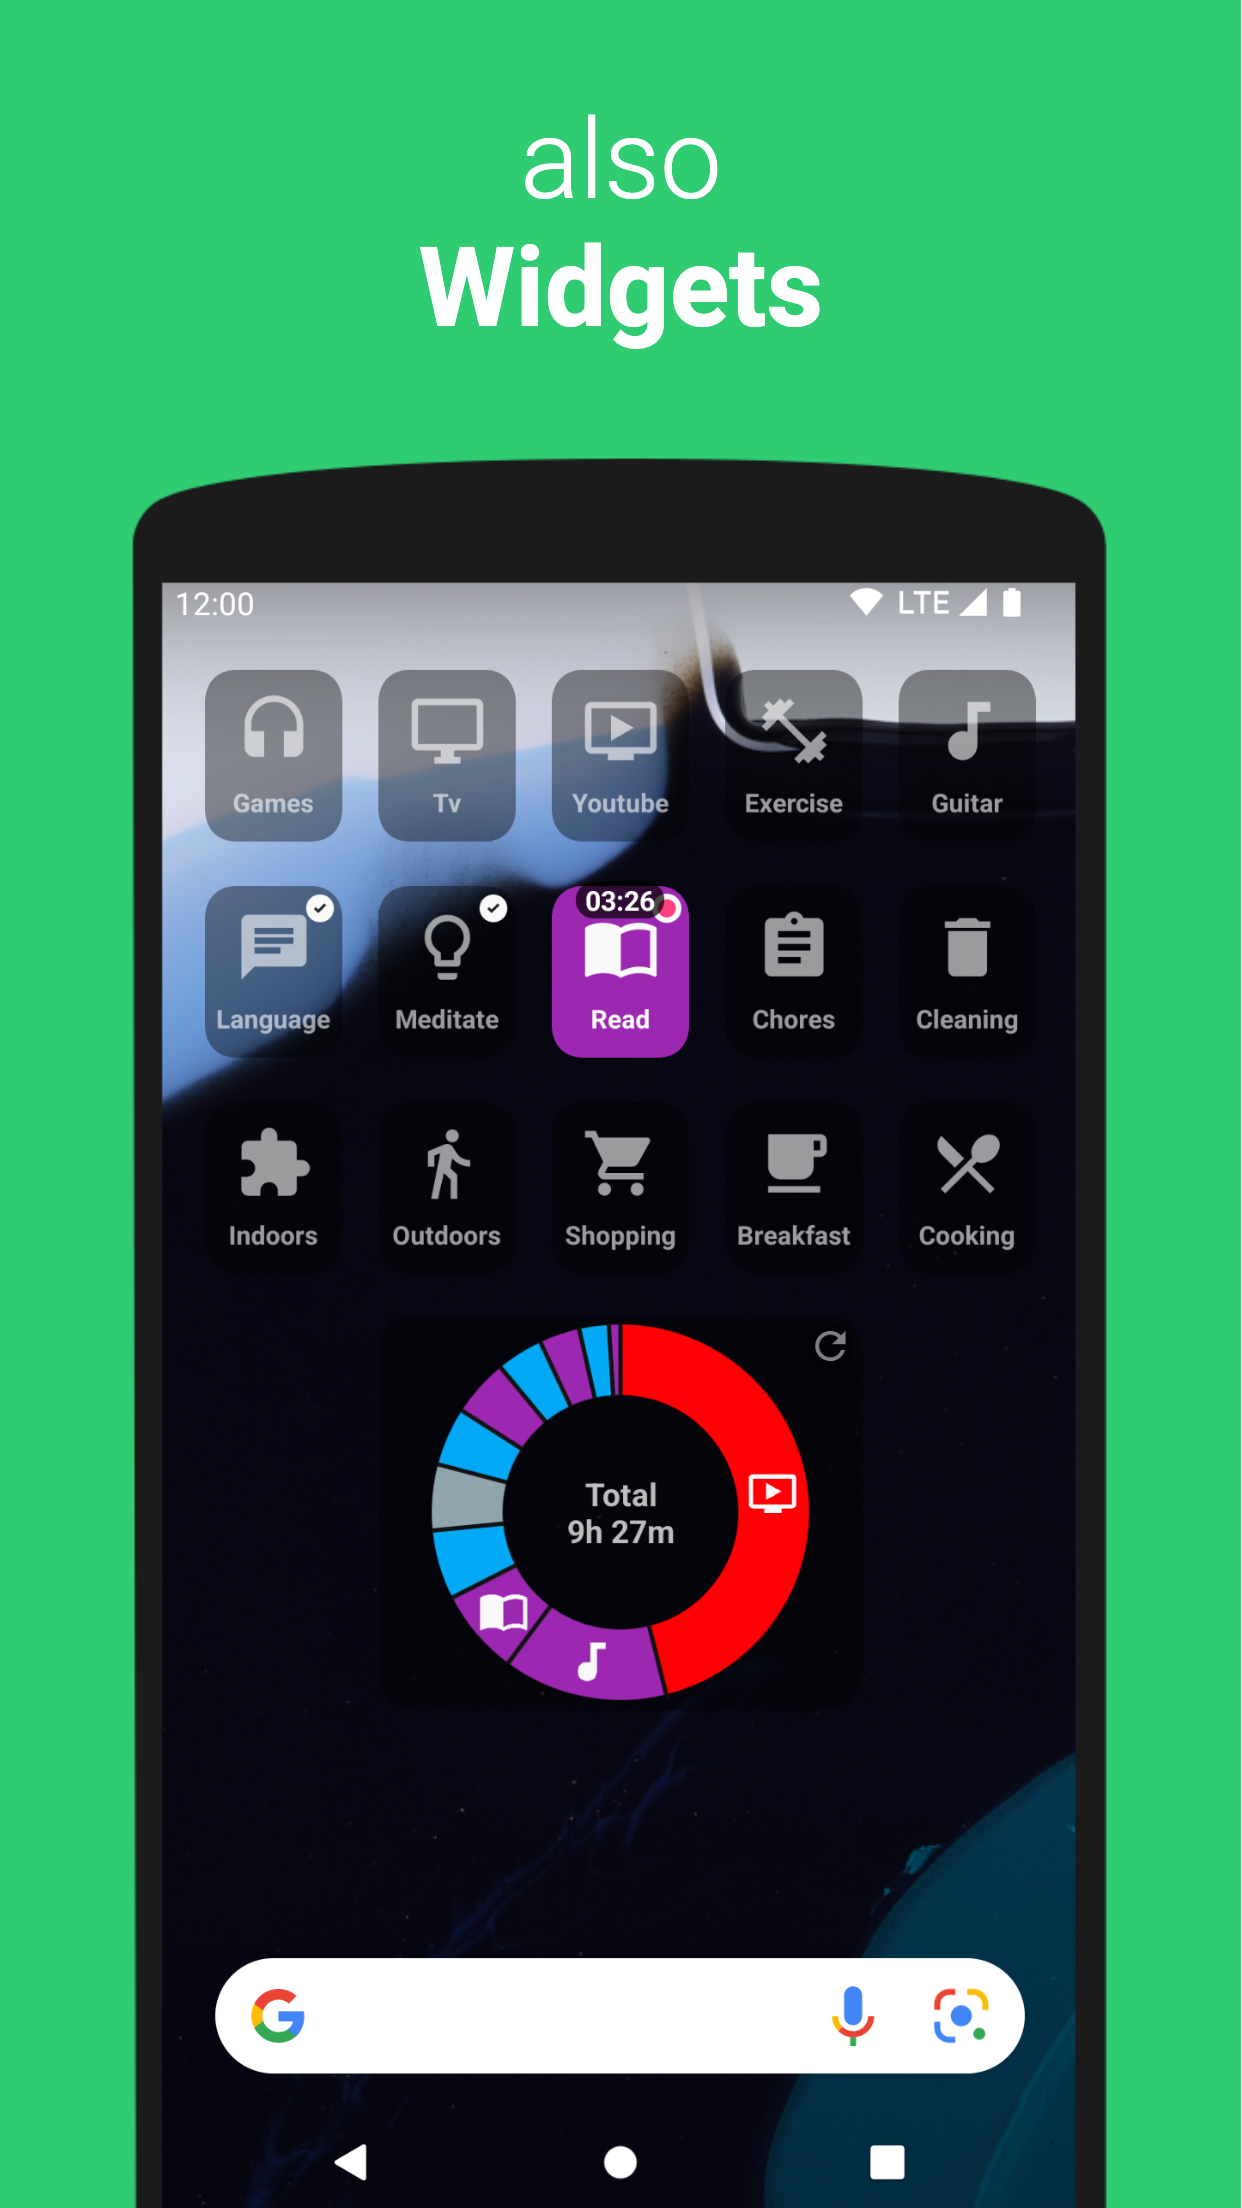 also
Widgets
12:00
LTE
Games
Tv
Youtube
Exercise
Guitar
03:26
Language
Meditate
Read
Chores
Cleaning
Indoors
Outdoors
Shopping
Breakfast
Cooking
Total
9h 27m